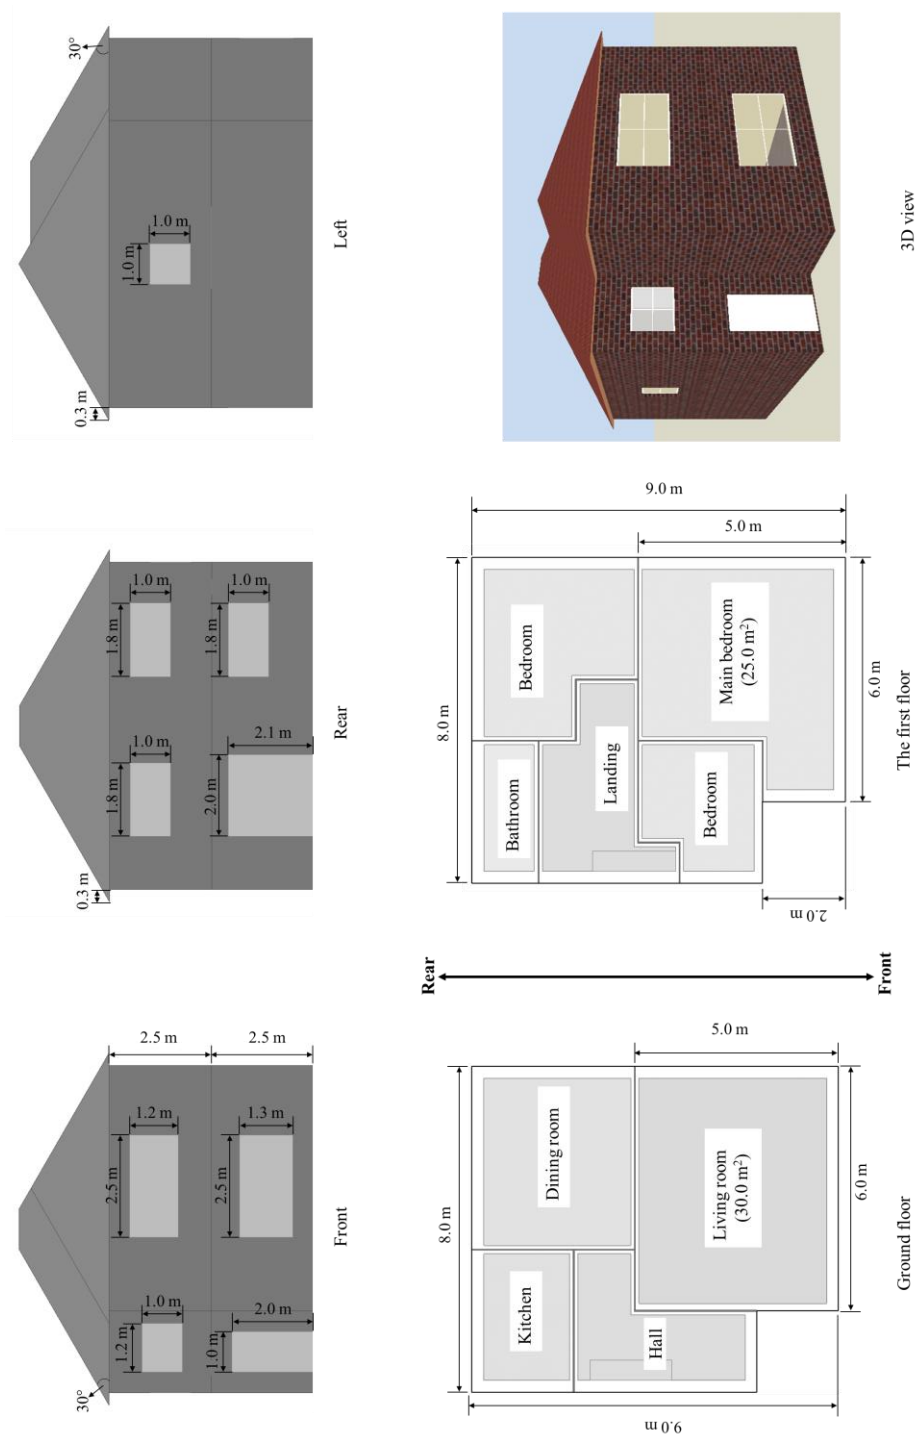 30°
1.2 m
1.0 m
1.0 m
2.0 m
2.5 m
1.2 m
2.5 m
1.3 m
2.5 m
2.5 m
Front
0.3 m
1.8 m
1.0 m
2.0 m
2.1 m
1.8 m
1.0 m
1.8 m
1.0 m
Rear
0.3 m
1.0 m
1.0 m
30°
Left
9.0 m
8.0 m
Kitchen
Hall
Dining room
Living room
(30.0 m²)
5.0 m
6.0 m
Ground floor
Rear
Front
8.0 m
Bathroom
Landing
Bedroom
Bedroom
Main bedroom
(25.0 m²)
2.0 m
6.0 m
5.0 m
9.0 m
The first floor
3D view